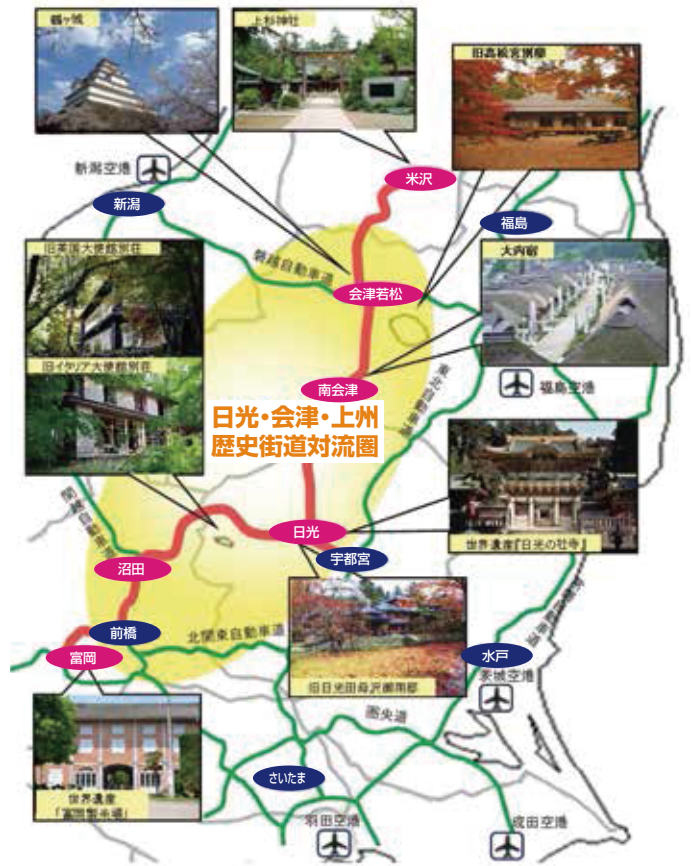 鶴ヶ城
上杉神社
旧高松宮別邸
新潟空港
米沢
新潟
福島
旧英国大使館別荘
磐越自動車道
大内宿
会津若松
旧イタリア大使館別荘
南会津
福島空港
東北自動車道
日光・会津・上州
歴史街道対流圏
関越自動車道
日光
世界遺産『日光の社寺』
宇都宮
沼田
前橋
北関東自動車道
富岡
水戸
茨城空港
旧日光田母沢御用邸
圏央道
さいたま
世界遺産
「富岡製糸場」
羽田空港
成田空港